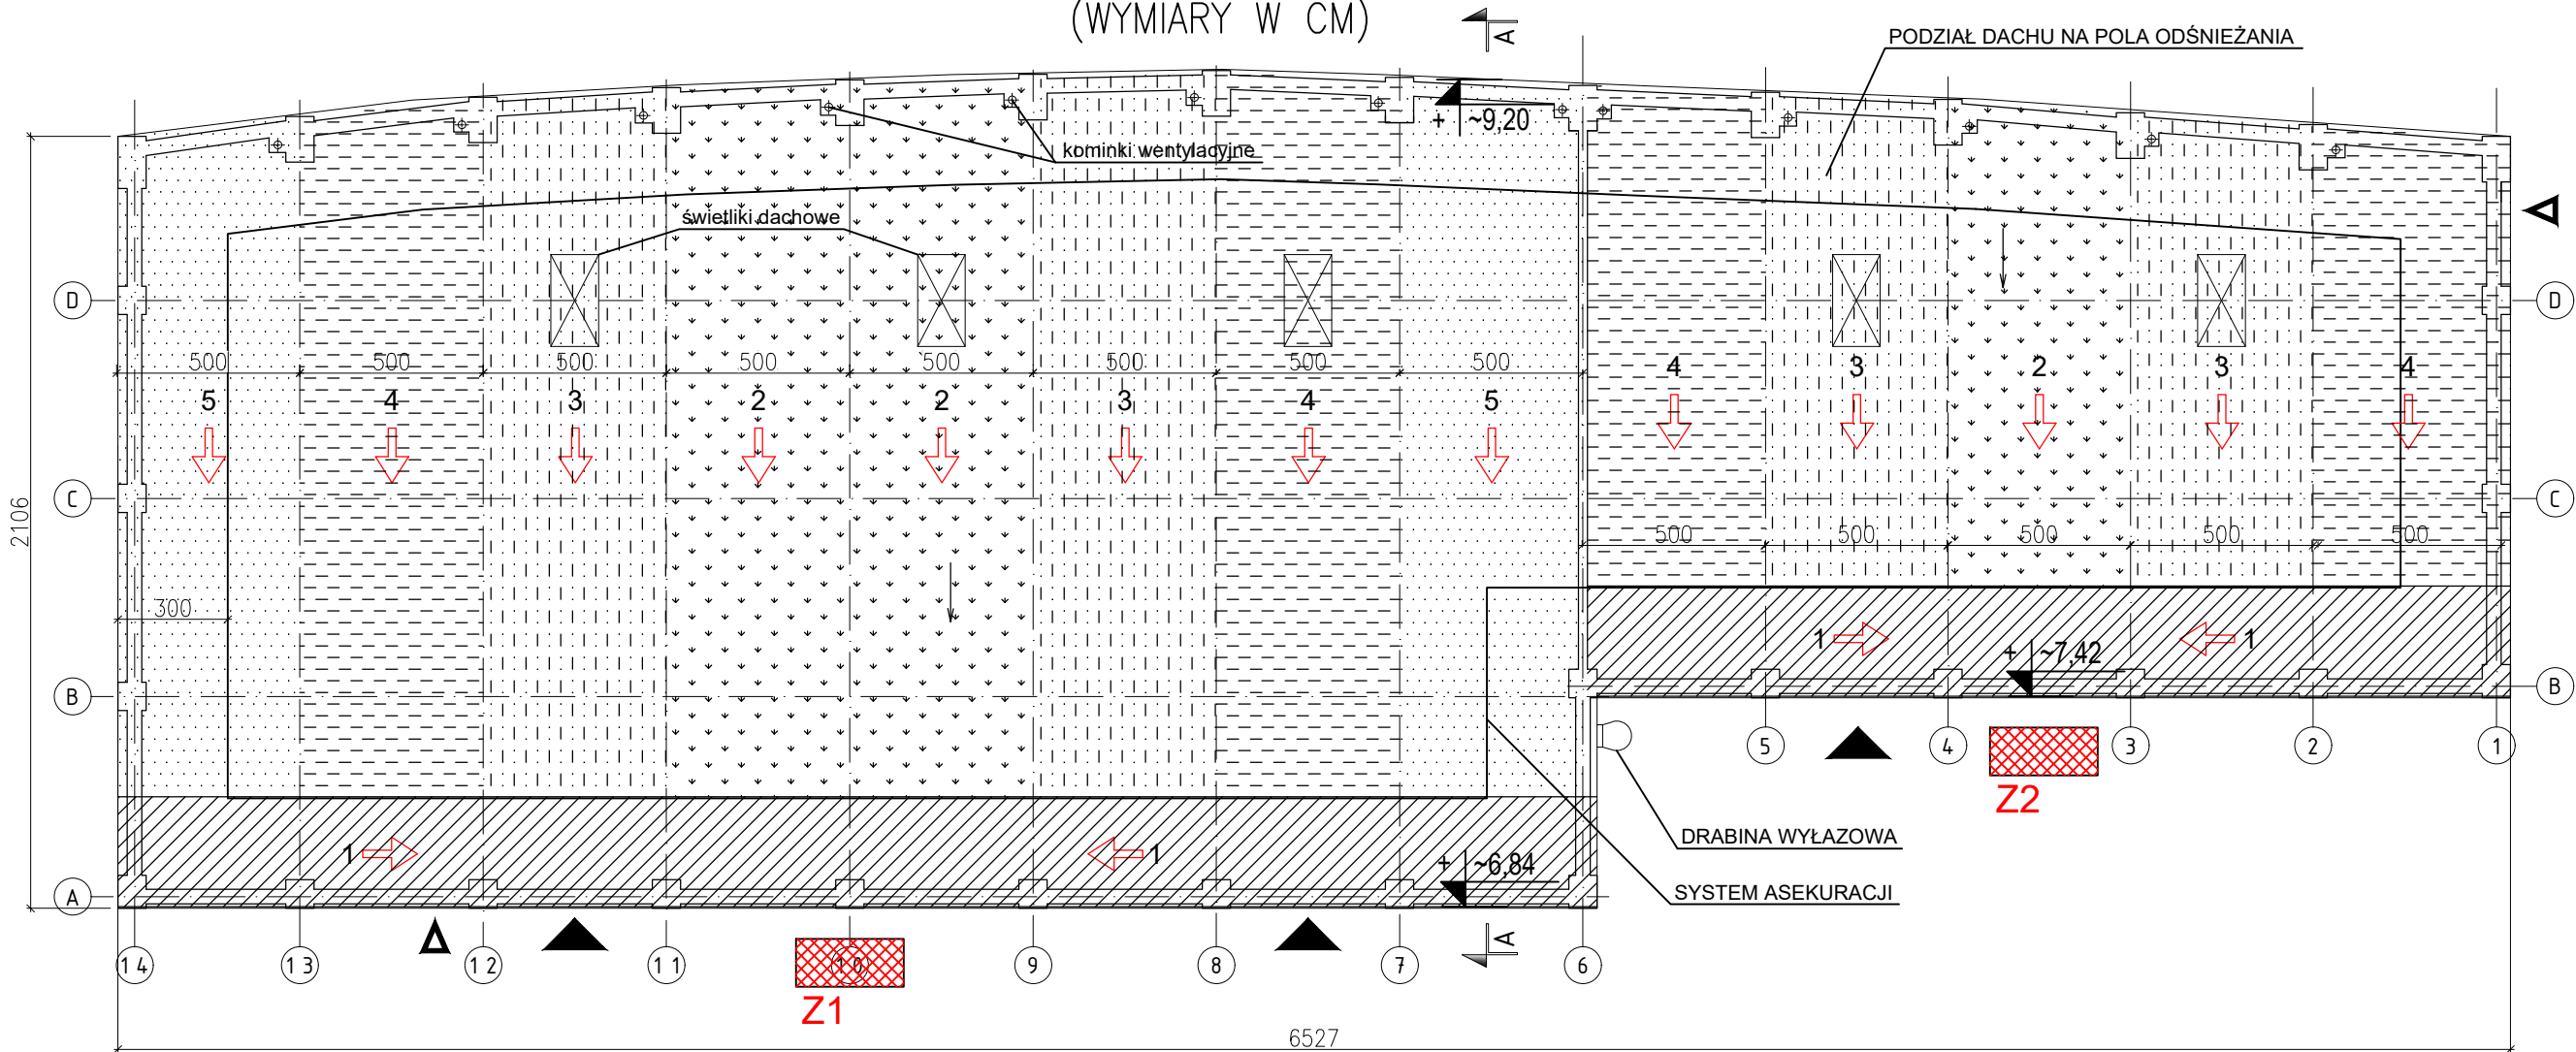 (WYMIARY W CM)
A
PODZIAŁ DACHU NA POLA ODŚNIEŻANIA
+ ~9,20
kominki wentylacyjne
świetliki dachowe
D
D
500 500 500 500 500 500 500 500
4 3 2 3 4
5 4 3 2 2 3 4 5
C
C
2106
500 500 500 500 500
300
1 1
+ ~7,42
B
B
5 4 3 2 1
Z2
DRABINA WYŁAZOWA
1 1
+ ~6,84
SYSTEM ASEKURACJI
A
A
14 13 12 11 10 9 8 7 6
Z1
6527